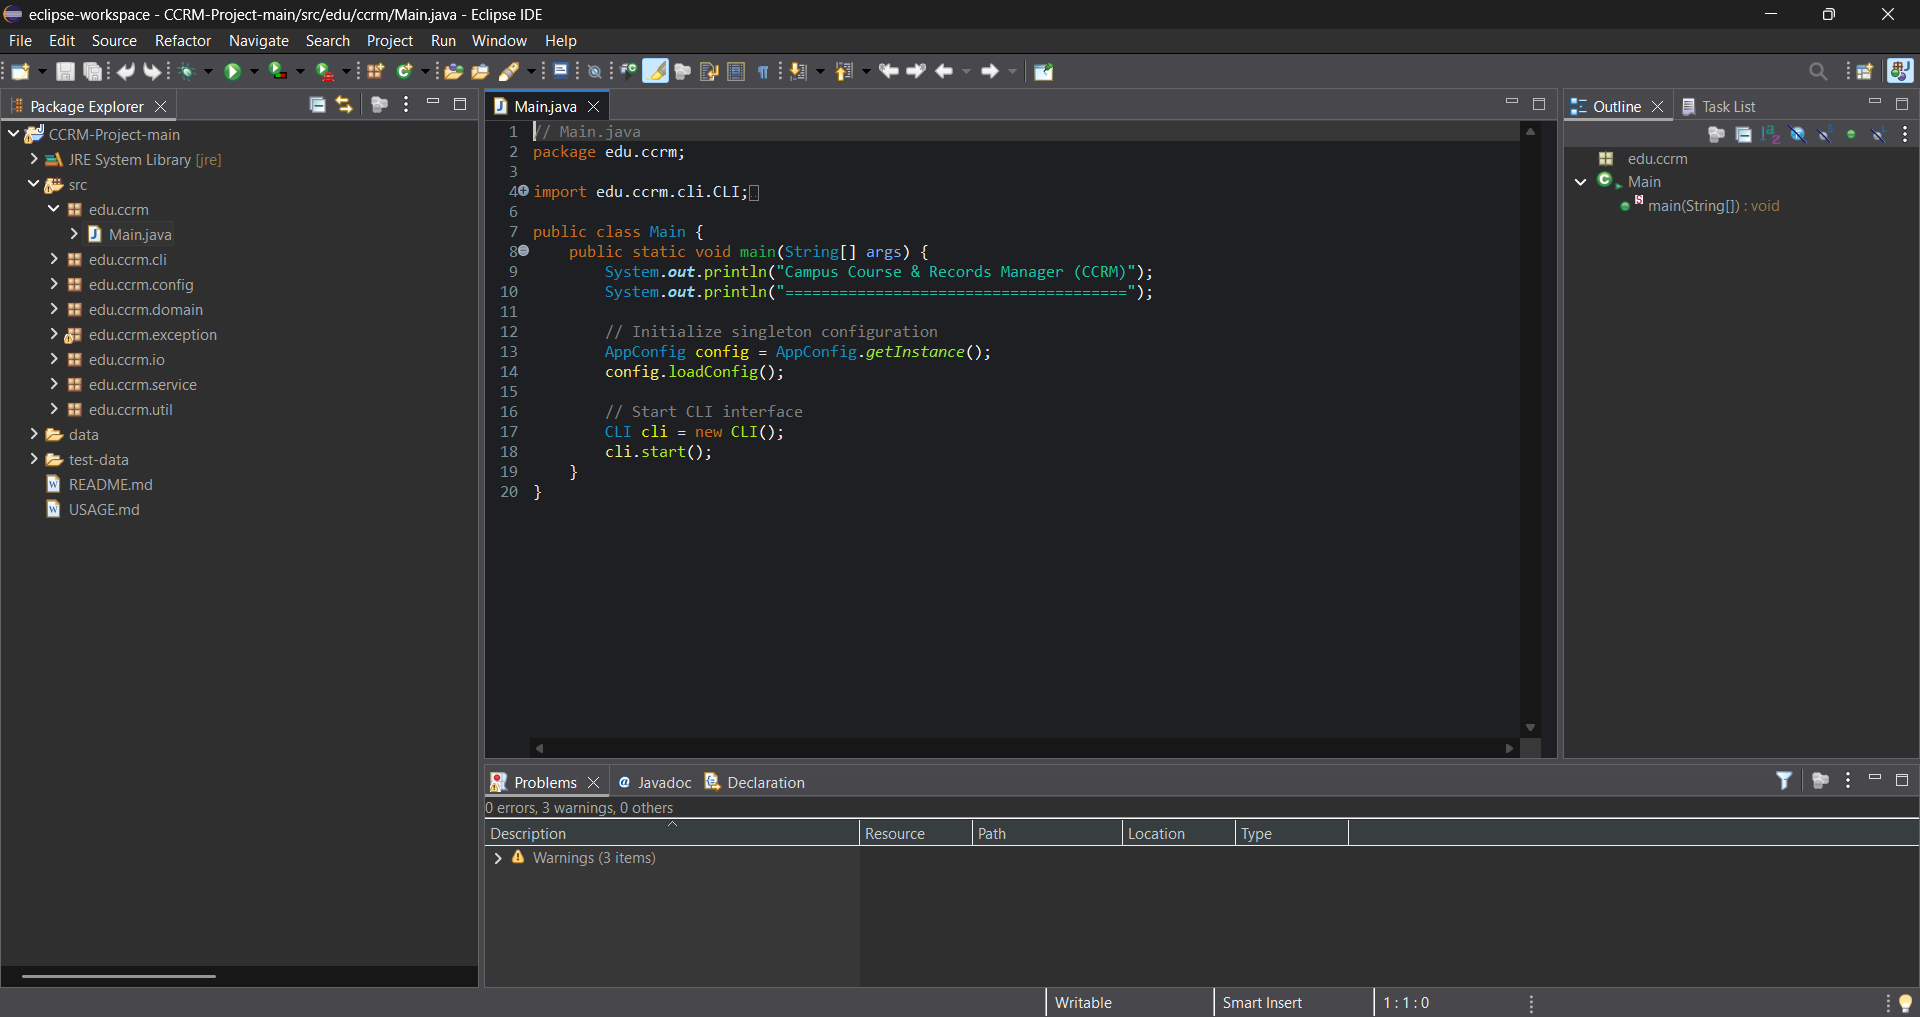 eclipse-workspace - CCRM-Project-main/src/edu/ccrm/Main.java - Eclipse IDE
File Edit Source Refactor Navigate Search Project Run Window Help
Package Explorer
CCRM-Project-main
JRE System Library [jre]
src
edu.ccrm
Main.java
edu.ccrm.cli
edu.ccrm.config
edu.ccrm.domain
edu.ccrm.exception
edu.ccrm.io
edu.ccrm.service
edu.ccrm.util
data
test-data
README.md
USAGE.md
Main.java
1 // Main.java
2 package edu.ccrm;
3
4 import edu.ccrm.cli.CLI;
6
7 public class Main {
8     public static void main(String[] args) {
9         System.out.println("Campus Course & Records Manager (CCRM)");
10         System.out.println("======================================");
11
12         // Initialize singleton configuration
13         AppConfig config = AppConfig.getInstance();
14         config.loadConfig();
15
16         // Start CLI interface
17         CLI cli = new CLI();
18         cli.start();
19     }
20 }
Outline Task List
edu.ccrm
Main
main(String[]) : void
Problems Javadoc Declaration
0 errors, 3 warnings, 0 others
Description Resource Path Location Type
Warnings (3 items)
Writable Smart Insert 1 : 1 : 0